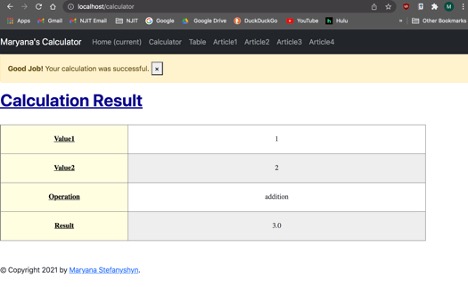 localhost/calculator
Apps Gmail NJIT Email NJIT Google Google Drive DuckDuckGo YouTube Hulu » Other Bookmarks
Maryana's Calculator Home (current) Calculator Table Article1 Article2 Article3 Article4
Good Job! Your calculation was successful. ×
Calculation Result
Value1 1
Value2 2
Operation addition
Result 3.0
© Copyright 2021 by Maryana Stefanyshyn.